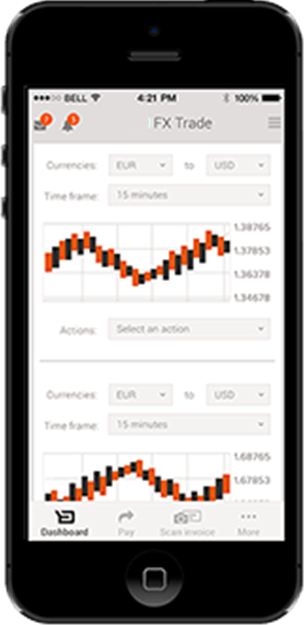 BELL 4:21 PM 100%
FX Trade
Currencies: EUR to USD
Time frame: 15 minutes
1.38765
1.37853
1.36378
1.34678
Actions: Select an action
Currencies: EUR to USD
Time frame: 15 minutes
1.68765
1.67853
Dashboard Pay Scan invoice More